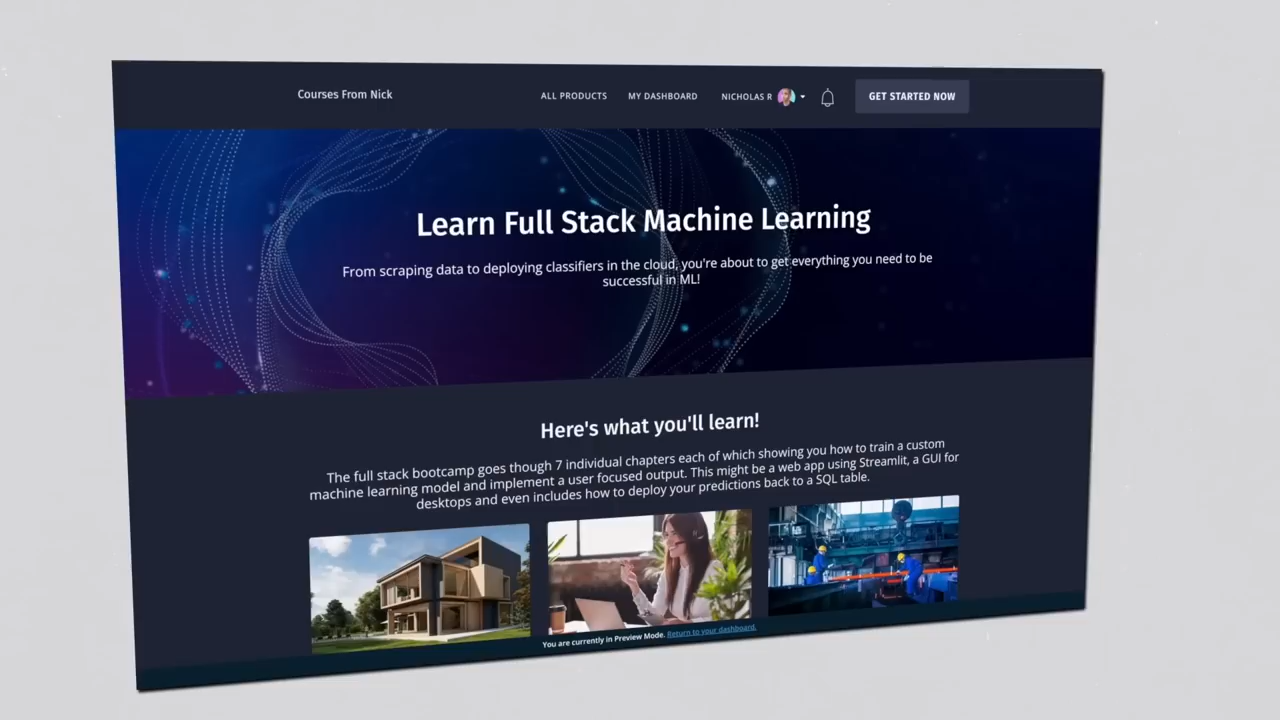 Courses From Nick
ALL PRODUCTS
MY DASHBOARD
NICHOLAS R
GET STARTED NOW
Learn Full Stack Machine Learning
From scraping data to deploying classifiers in the cloud, you're about to get everything you need to be
successful in ML!
Here's what you'll learn!
The full stack bootcamp goes though 7 individual chapters each of which showing you how to train a custom
machine learning model and implement a user focused output. This might be a web app using Streamlit, a GUI for
desktops and even includes how to deploy your predictions back to a SQL table.
You are currently in Preview Mode. Return to your dashboard.